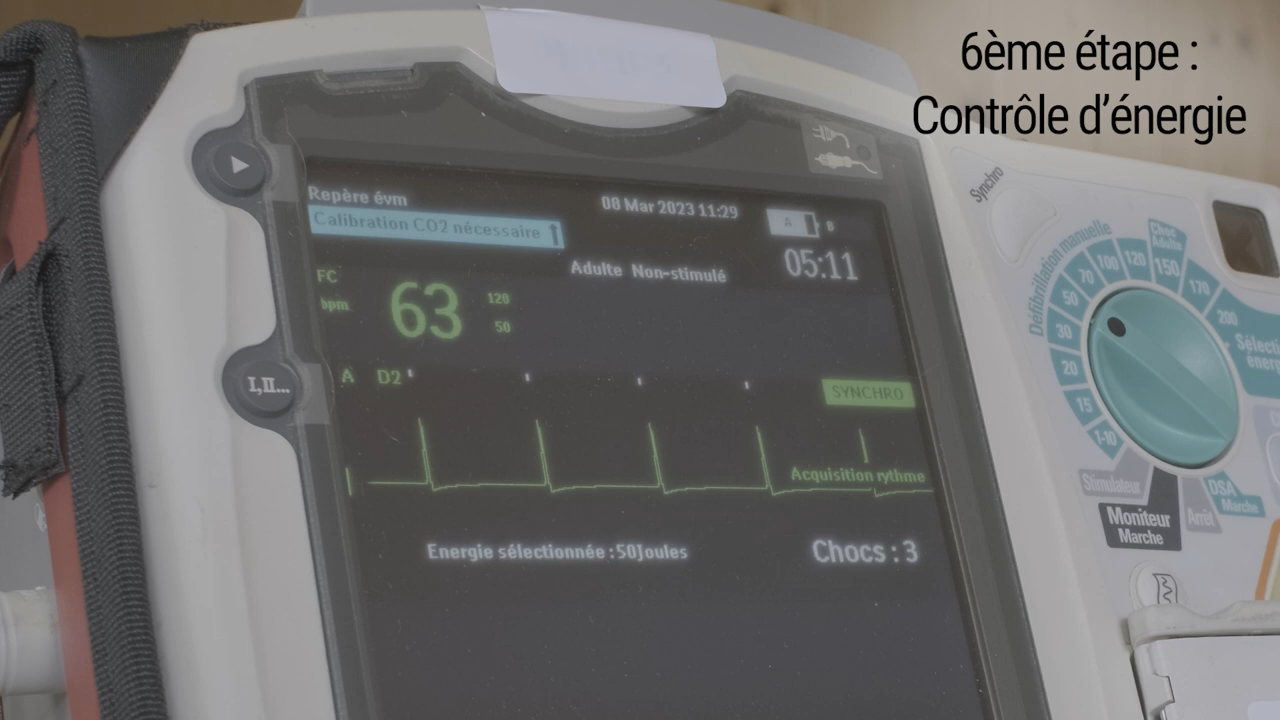 6ème étape :
Contrôle d’énergie
Repère évm
08 Mar 2023 11:29
A
B
Calibration CO2 nécessaire
Adulte Non-stimulé
05:11
FC
bpm
63
120
50
I,II...
A D2
SYNCHRO
Acquisition rythme
Energie sélectionnée :50Joules
Chocs : 3
Synchro
Défibrillation manuelle
Choc
Adulte
1-10
15
20
30
50
70
100
120
150
170
200
Sélecti
énerg
Stimulateur
Moniteur
Marche
Arrêt
DSA
Marche